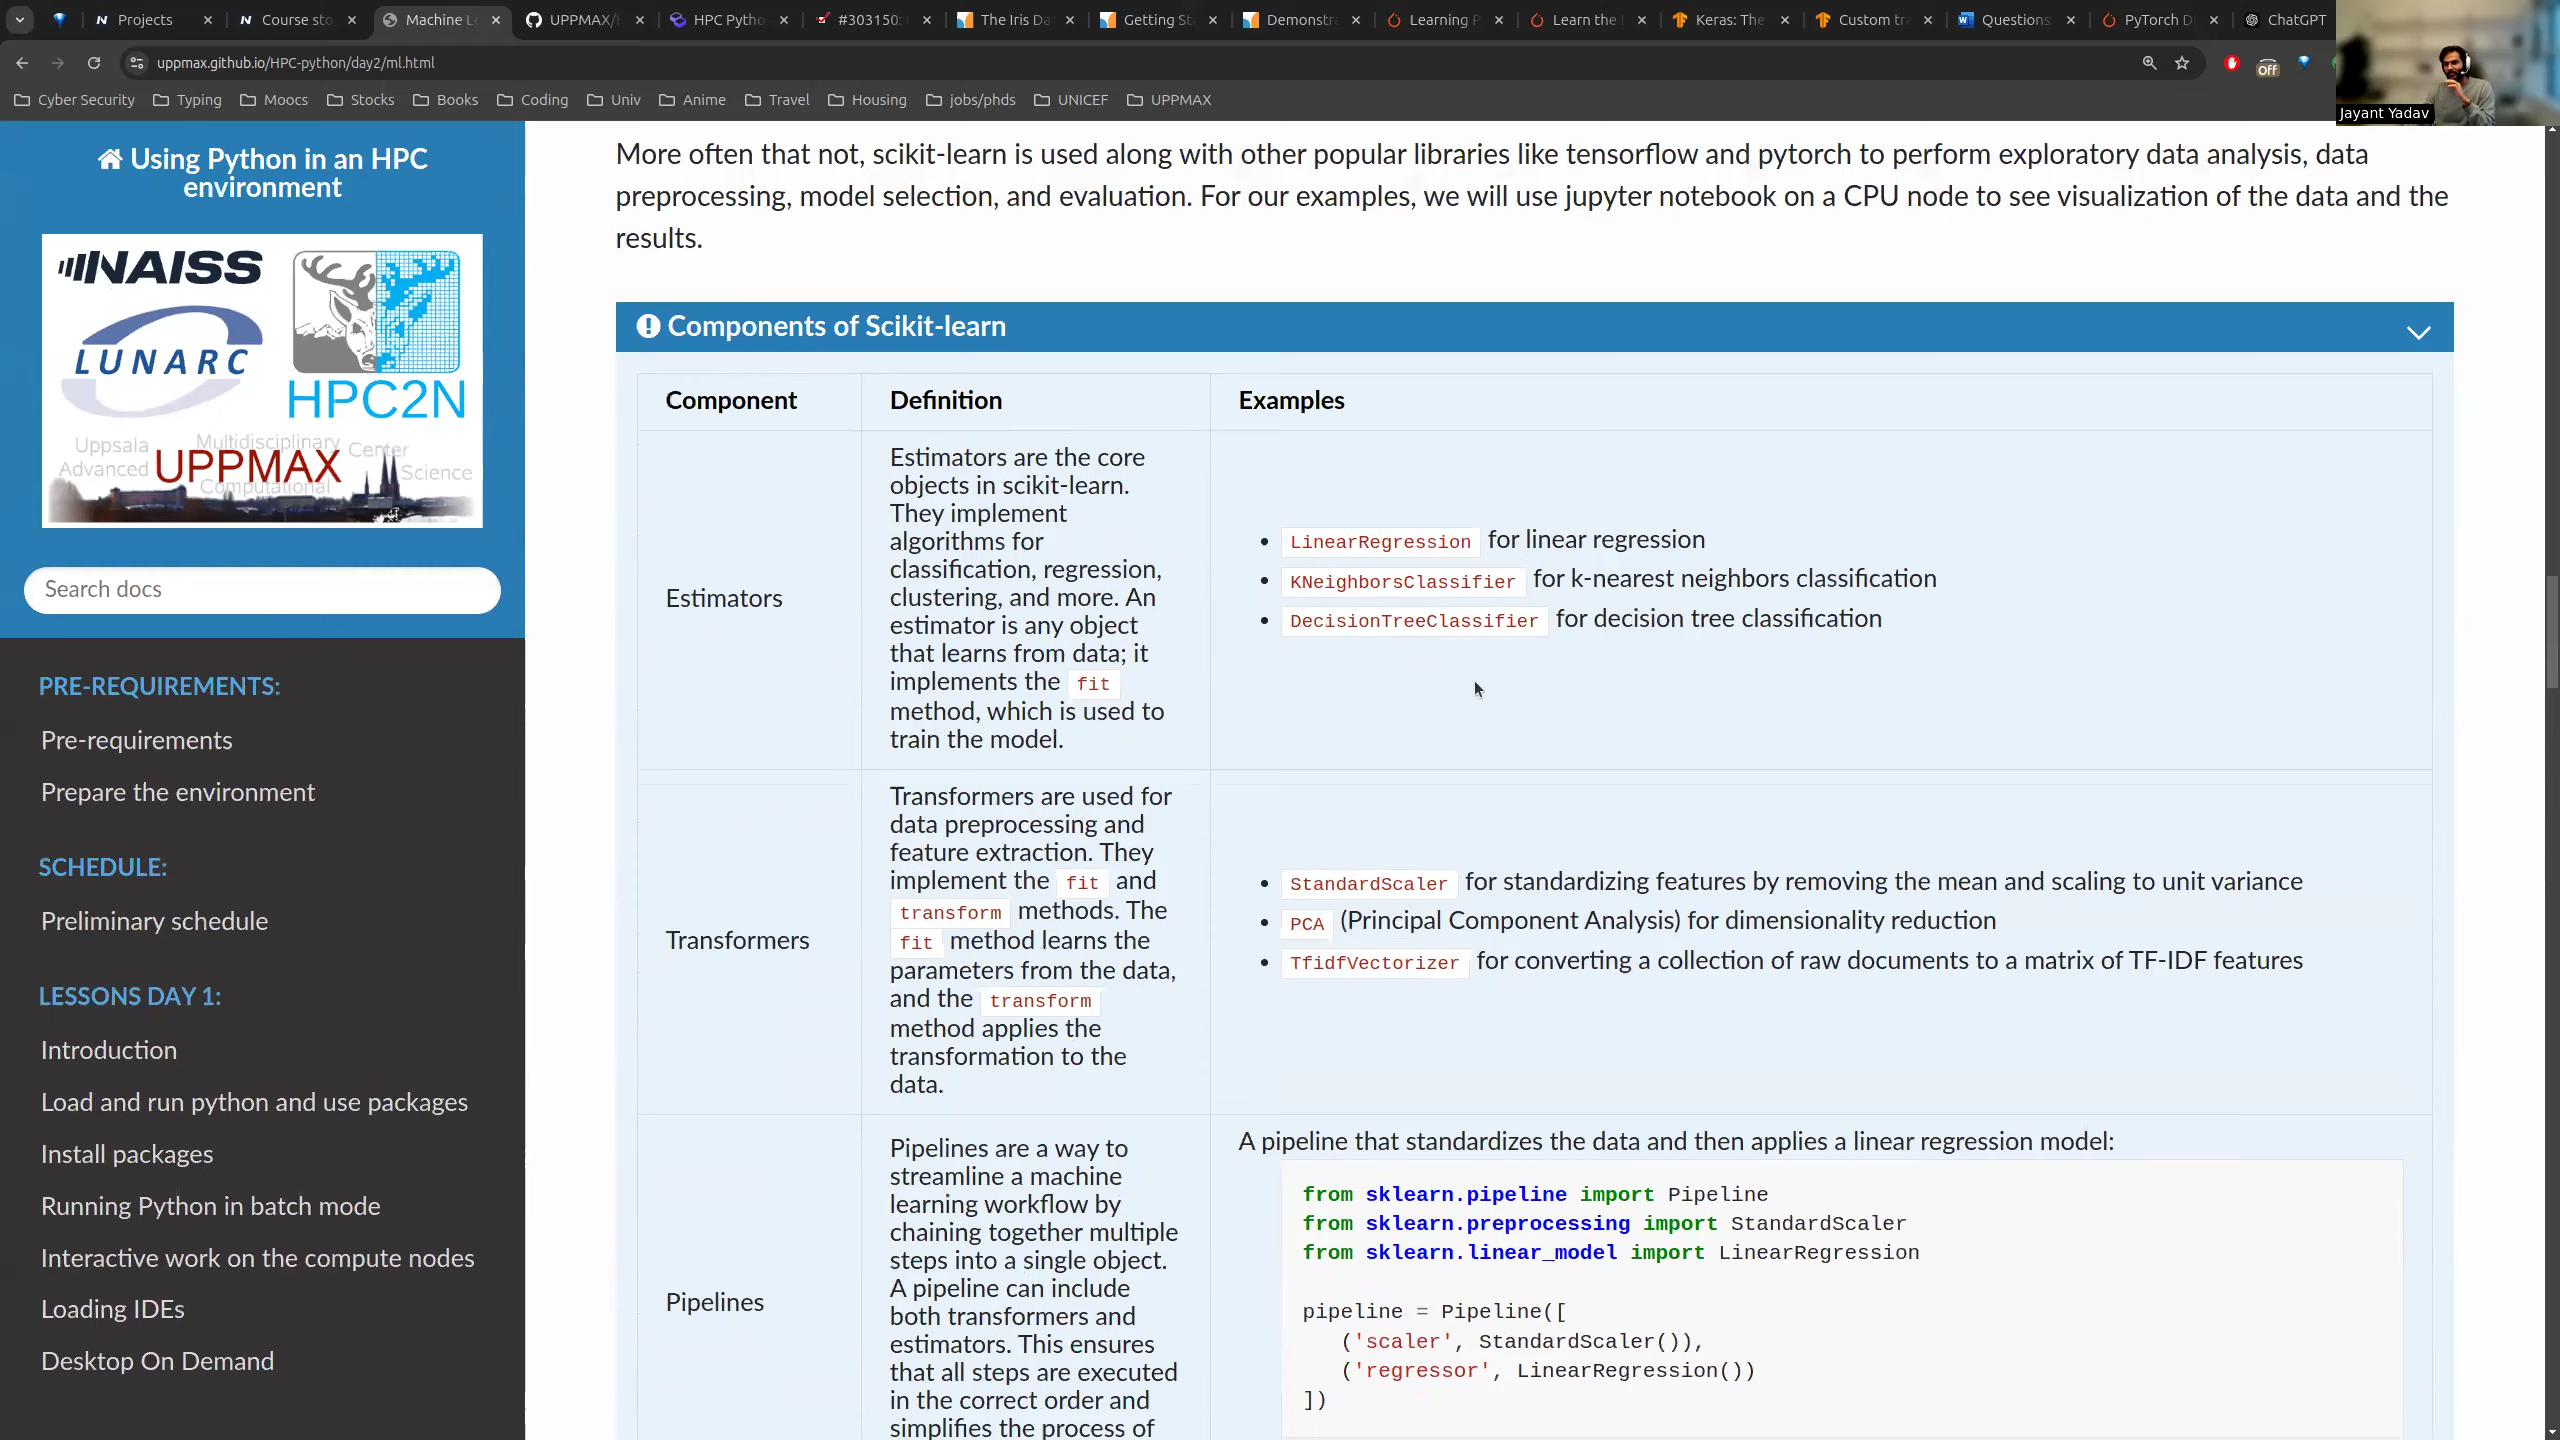 Projects
Course sto
Machine Le
UPPMAX/H
HPC Pytho
#303150:
The Iris Da
Getting St
Demonstra
Learning P
Learn the
Keras: The
Custom tr
Questions
PyTorch D
ChatGPT
uppmax.github.io/HPC-python/day2/ml.html
Off
Jayant Yadav
Cyber Security
Typing
Moocs
Stocks
Books
Coding
Univ
Anime
Travel
Housing
jobs/phds
UNICEF
UPPMAX
Using Python in an HPC
environment
NAISS
LUNARC
HPC2N
Uppsala Multidisciplinary Center
Advanced UPPMAX Science
Computational
Search docs
PRE-REQUIREMENTS:
Pre-requirements
Prepare the environment
SCHEDULE:
Preliminary schedule
LESSONS DAY 1:
Introduction
Load and run python and use packages
Install packages
Running Python in batch mode
Interactive work on the compute nodes
Loading IDEs
Desktop On Demand
More often that not, scikit-learn is used along with other popular libraries like tensorflow and pytorch to perform exploratory data analysis, data
preprocessing, model selection, and evaluation. For our examples, we will use jupyter notebook on a CPU node to see visualization of the data and the
results.
Components of Scikit-learn
Component
Definition
Examples
Estimators
Estimators are the core
objects in scikit-learn.
They implement
algorithms for
classification, regression,
clustering, and more. An
estimator is any object
that learns from data; it
implements the fit
method, which is used to
train the model.
LinearRegression for linear regression
KNeighborsClassifier for k-nearest neighbors classification
DecisionTreeClassifier for decision tree classification
Transformers
Transformers are used for
data preprocessing and
feature extraction. They
implement the fit and
transform methods. The
fit method learns the
parameters from the data,
and the transform
method applies the
transformation to the
data.
StandardScaler for standardizing features by removing the mean and scaling to unit variance
PCA (Principal Component Analysis) for dimensionality reduction
TfidfVectorizer for converting a collection of raw documents to a matrix of TF-IDF features
Pipelines
Pipelines are a way to
streamline a machine
learning workflow by
chaining together multiple
steps into a single object.
A pipeline can include
both transformers and
estimators. This ensures
that all steps are executed
in the correct order and
simplifies the process of
A pipeline that standardizes the data and then applies a linear regression model:
from sklearn.pipeline import Pipeline
from sklearn.preprocessing import StandardScaler
from sklearn.linear_model import LinearRegression
pipeline = Pipeline([
('scaler', StandardScaler()),
('regressor', LinearRegression())
])